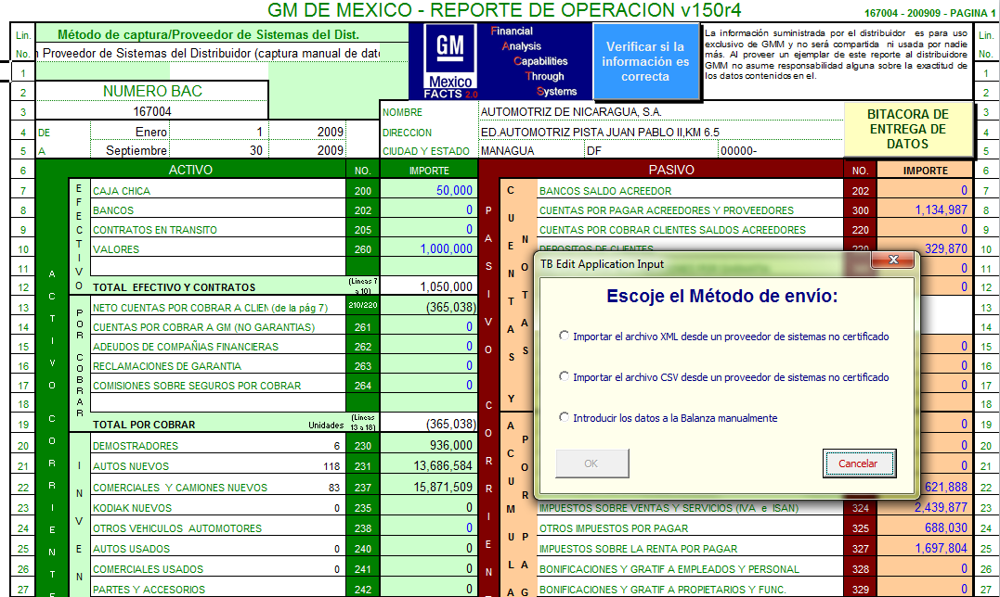 GM DE MEXICO - REPORTE DE OPERACION v150r4
167004 - 200909 - PAGINA 1
Lin. No.
Método de captura/Proveedor de Sistemas del Dist.
Proveedor de Sistemas del Distribuidor (captura manual de dato
GM Mexico FACTS 2.0
Financial
Analysis
Capabilities
Through
Systems
Verificar si la
información es
correcta
La información suministrada por el distribuidor es para uso
exclusivo de GMM y no será compartida ni usada por nadie
más. Al proveer un ejemplar de este reporte al distribuidore
GMM no asume responsabilidad alguna sobre la exactitud de
los datos contenidos en el.
Lin. No.
1 1
2 NUMERO BAC 2
3 167004 NOMBRE AUTOMOTRIZ DE NICARAGUA, S.A. 3
4 DE Enero 1 2009 DIRECCION ED.AUTOMOTRIZ PISTA JUAN PABLO II,KM 6.5 4
5 A Septiembre 30 2009 CIUDAD Y ESTADO MANAGUA DF 00000- 5
BITACORA DE
ENTREGA DE
DATOS
6 ACTIVO NO. IMPORTE PASIVO NO. IMPORTE 6
ACTIVO CORRIENTE
EFECTIVO
POR COBRAR
INVEN
PASIVO CORRIEN
CUENTAS Y
NOTAS
ACUMULA
POR PAG
7 CAJA CHICA 200 50,000 BANCOS SALDO ACREEDOR 202 0 7
8 BANCOS 202 0 CUENTAS POR PAGAR ACREEDORES Y PROVEEDORES 300 1,134,987 8
9 CONTRATOS EN TRANSITO 205 0 CUENTAS POR COBRAR CLIENTES SALDOS ACREEDORES 220 0 9
10 VALORES 260 1,000,000 DEPOSITOS DE CLIENTES 220 329,870 10
11 0 11
12 TOTAL EFECTIVO Y CONTRATOS (Líneas 7 a 10) 1,050,000 0 12
13 NETO CUENTAS POR COBRAR A CLIEN (de la pág 7) 210/220 (365,038) 13
14 CUENTAS POR COBRAR A GM (NO GARANTIAS) 261 0 14
15 ADEUDOS DE COMPAÑIAS FINANCIERAS 262 0 0 15
16 RECLAMACIONES DE GARANTIA 263 0 0 16
17 COMISIONES SOBRE SEGUROS POR COBRAR 264 0 0 17
18 18
19 TOTAL POR COBRAR Unidades (Líneas 13 a 18) (365,038) 0 19
20 DEMOSTRADORES 6 230 936,000 0 20
21 AUTOS NUEVOS 118 231 13,686,584 0 21
22 COMERCIALES Y CAMIONES NUEVOS 83 237 15,871,509 621,888 22
23 KODIAK NUEVOS 0 235 0 IMPUESTOS SOBRE VENTAS Y SERVICIOS (IVA e ISAN) 324 2,439,877 23
24 OTROS VEHICULOS AUTOMOTORES 238 0 OTROS IMPUESTOS POR PAGAR 325 688,030 24
25 AUTOS USADOS 0 240 0 IMPUESTOS SOBRE LA RENTA POR PAGAR 327 1,697,804 25
26 COMERCIALES USADOS 0 241 0 BONIFICACIONES Y GRATIF A EMPLEADOS Y PERSONAL 328 0 26
27 PARTES Y ACCESORIOS 242 0 BONIFICACIONES Y GRATIF A PROPIETARIOS Y FUNC. 329 0 27
TB Edit Application Input
Escoje el Método de envío:
Importar el archivo XML desde un proveedor de sistemas no certificado
Importar el archivo CSV desde un proveedor de sistemas no certificado
Introducir los datos a la Balanza manualmente
OK
Cancelar